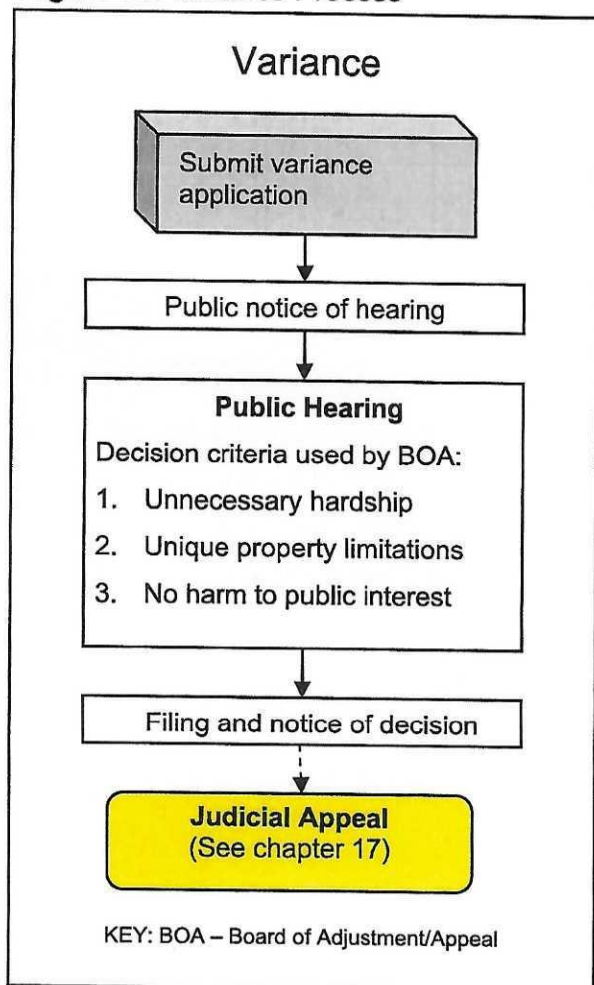 Variance
Submit variance
application
Public notice of hearing
Public Hearing
Decision criteria used by BOA:
1. Unnecessary hardship
2. Unique property limitations
3. No harm to public interest
Filing and notice of decision
Judicial Appeal
(See chapter 17)
KEY: BOA – Board of Adjustment/Appeal